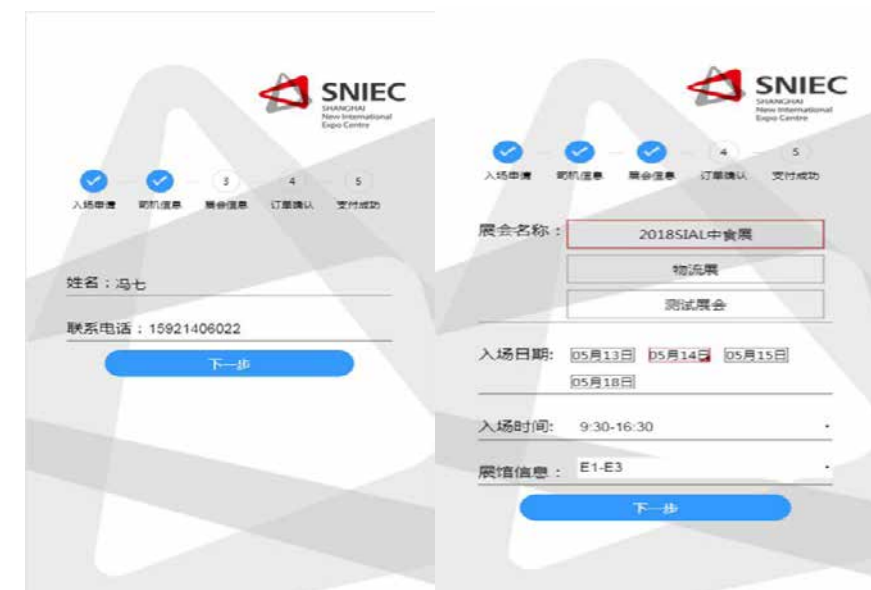 SNIEC
SHANGHAI
New International
Expo Centre
3 4 5
入场申请 司机信息 展会信息 订单确认 支付成功
姓名：冯七
联系电话：15921406022
下一步
SNIEC
SHANGHAI
New International
Expo Centre
4 5
入场申请 司机信息 展会信息 订单确认 支付成功
展会名称： 2018SIAL中食展
物流展
测试展会
入场日期: 05月13日 05月14日 05月15日
05月18日
入场时间: 9:30-16:30
展馆信息： E1-E3
下一步